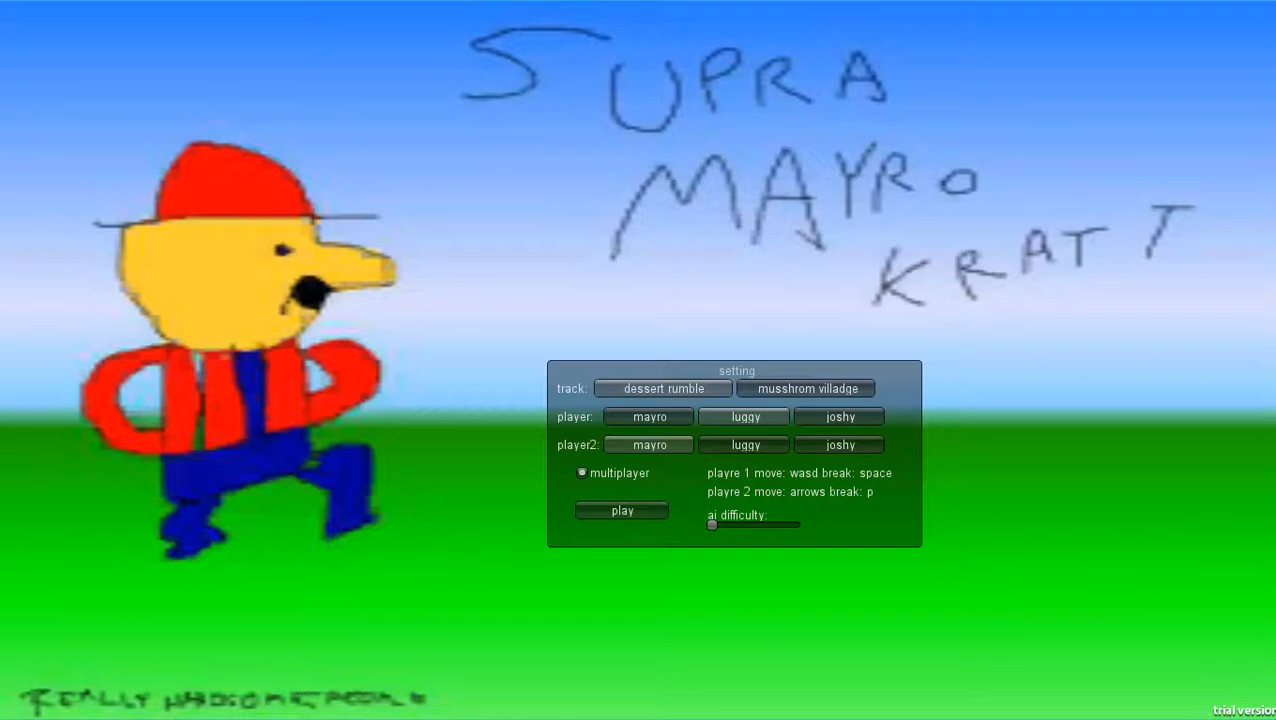 SUPRA
MAYRO
KRATT
setting
track: dessert rumble musshrom villadge
player: mayro luggy joshy
player2: mayro luggy joshy
multiplayer playre 1 move: wasd break: space
playre 2 move: arrows break: p
play ai difficulty:
REALLY
trial version